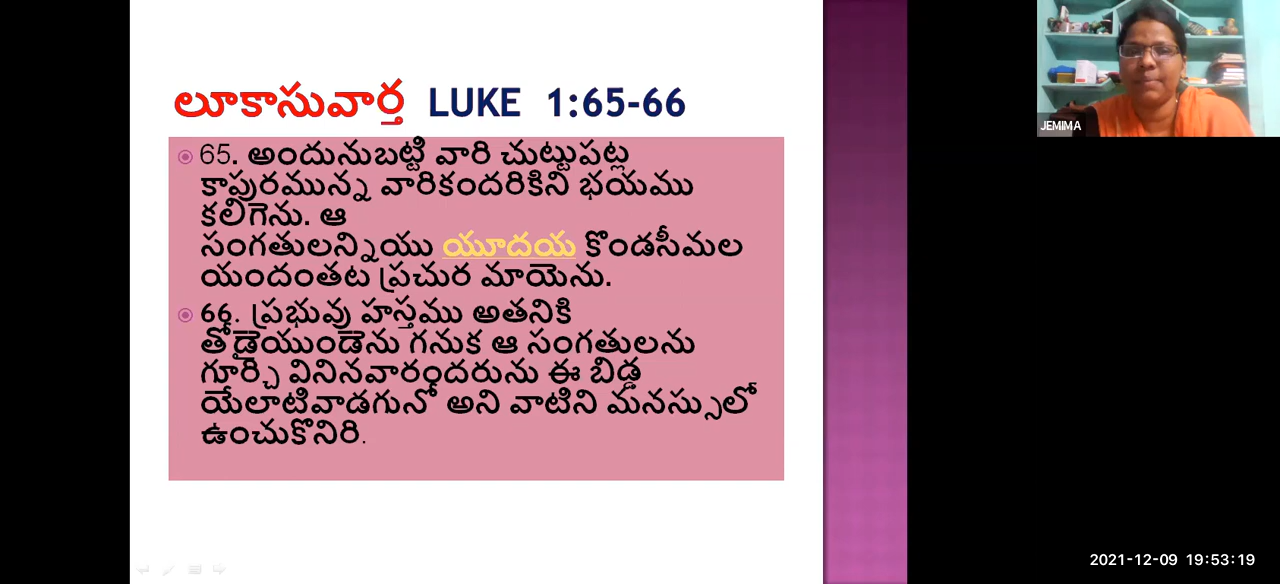 లూకాసువార్త LUKE 1:65-66
65. అందునుబట్టి వారి చుట్టుపట్ల
కాపురమున్న వారికందరికిని భయము
కలిగెను. ఆ
సంగతులన్నియు యూదయ కొండసీమల
యందంతట ప్రచుర మాయెను.
66. ప్రభువు హస్తము అతనికి
తోడైయుండెను గనుక ఆ సంగతులను
గూర్చి వినినవారందరును ఈ బిడ్డ
యేలాటివాడగునో అని వాటిని మనస్సులో
ఉంచుకొనిరి.
JEMIMA
2021-12-09 19:53:19